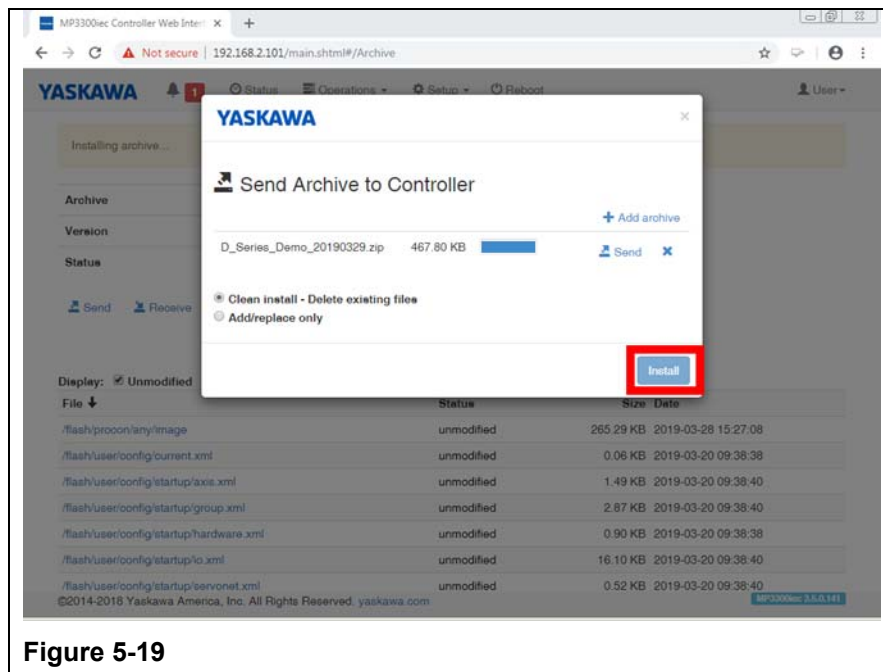 MP3300iec Controller Web Inter
Not secure | 192.168.2.101/main.shtml#/Archive
YASKAWA 1 Status Operations Setup Reboot User
YASKAWA
Installing archive...
Send Archive to Controller
Archive
Add archive
Version
D_Series_Demo_20190329.zip 467.80 KB Send
Status
Clean install - Delete existing files
Send Receive
Add/replace only
Install
Display: Unmodified
File Status Size Date
/flash/procon/any/image unmodified 265.29 KB 2019-03-28 15:27:08
/flash/user/config/current.xml unmodified 0.06 KB 2019-03-20 09:38:38
/flash/user/config/startup/axis.xml unmodified 1.49 KB 2019-03-20 09:38:40
/flash/user/config/startup/group.xml unmodified 2.87 KB 2019-03-20 09:38:40
/flash/user/config/startup/hardware.xml unmodified 0.90 KB 2019-03-20 09:38:38
/flash/user/config/startup/io.xml unmodified 16.10 KB 2019-03-20 09:38:40
/flash/user/config/startup/servonet.xml unmodified 0.52 KB 2019-03-20 09:38:40
©2014-2018 Yaskawa America, Inc. All Rights Reserved. yaskawa.com MP3300iec 3.5.0.141
Figure 5-19